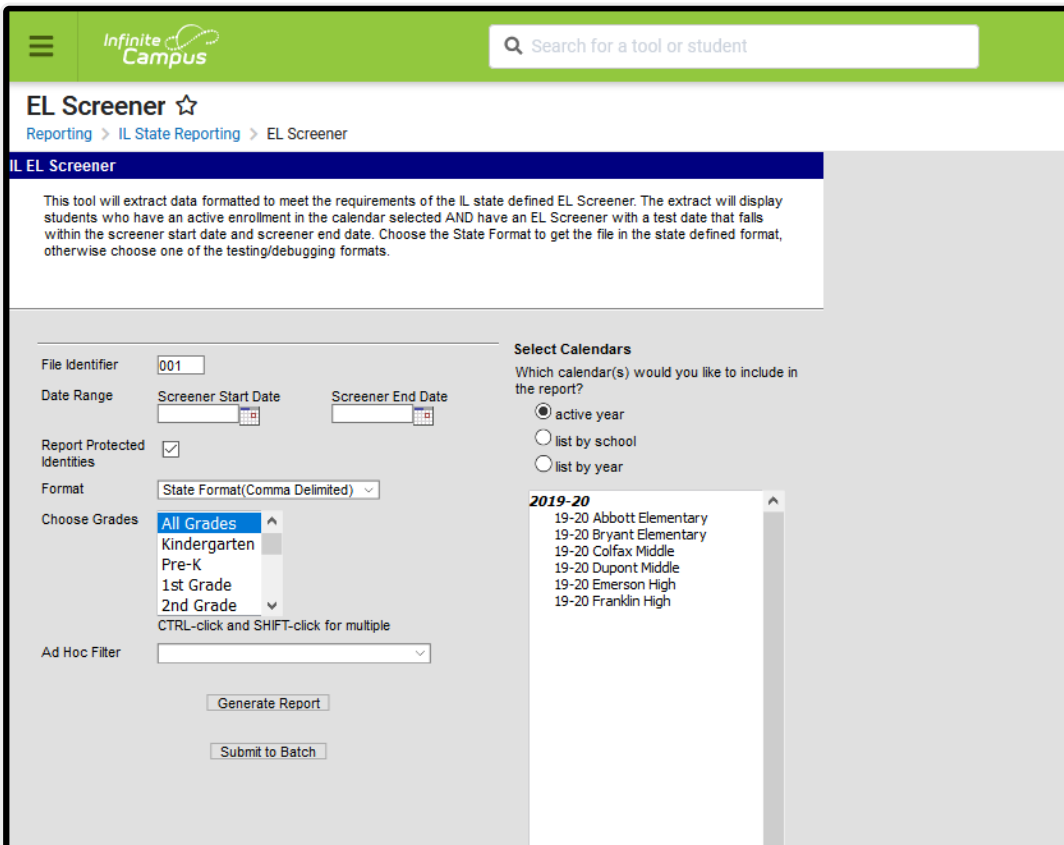 Infinite
Campus
Search for a tool or student
EL Screener
Reporting > IL State Reporting > EL Screener
IL EL Screener
This tool will extract data formatted to meet the requirements of the IL state defined EL Screener. The extract will display
students who have an active enrollment in the calendar selected AND have an EL Screener with a test date that falls
within the screener start date and screener end date. Choose the State Format to get the file in the state defined format,
otherwise choose one of the testing/debugging formats.
File Identifier 001
Date Range Screener Start Date Screener End Date
Report Protected
Identities
Format State Format(Comma Delimited)
Choose Grades All Grades
Kindergarten
Pre-K
1st Grade
2nd Grade
CTRL-click and SHIFT-click for multiple
Ad Hoc Filter
Generate Report
Submit to Batch
Select Calendars
Which calendar(s) would you like to include in
the report?
active year
list by school
list by year
2019-20
19-20 Abbott Elementary
19-20 Bryant Elementary
19-20 Colfax Middle
19-20 Dupont Middle
19-20 Emerson High
19-20 Franklin High